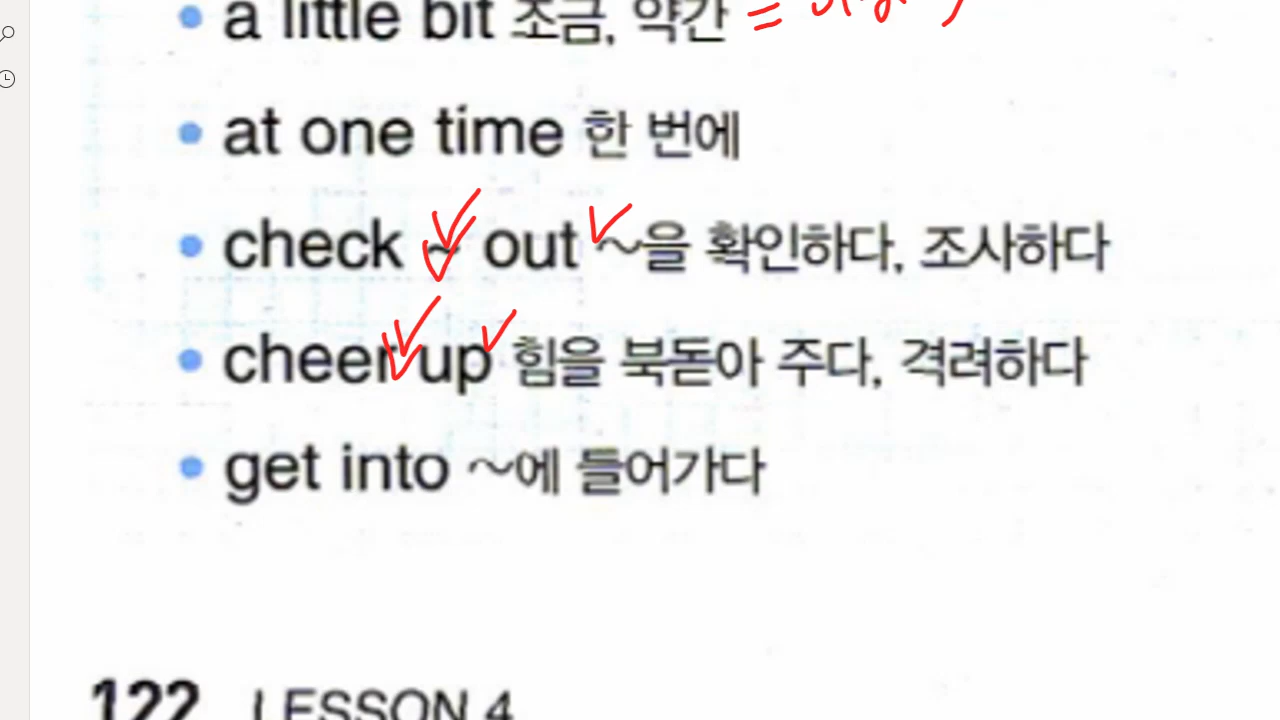 a little bit 조금, 약간 =
at one time 한 번에
check ~ out ~을 확인하다, 조사하다
cheer up 힘을 북돋아 주다, 격려하다
get into ~에 들어가다
122 LESSON 4